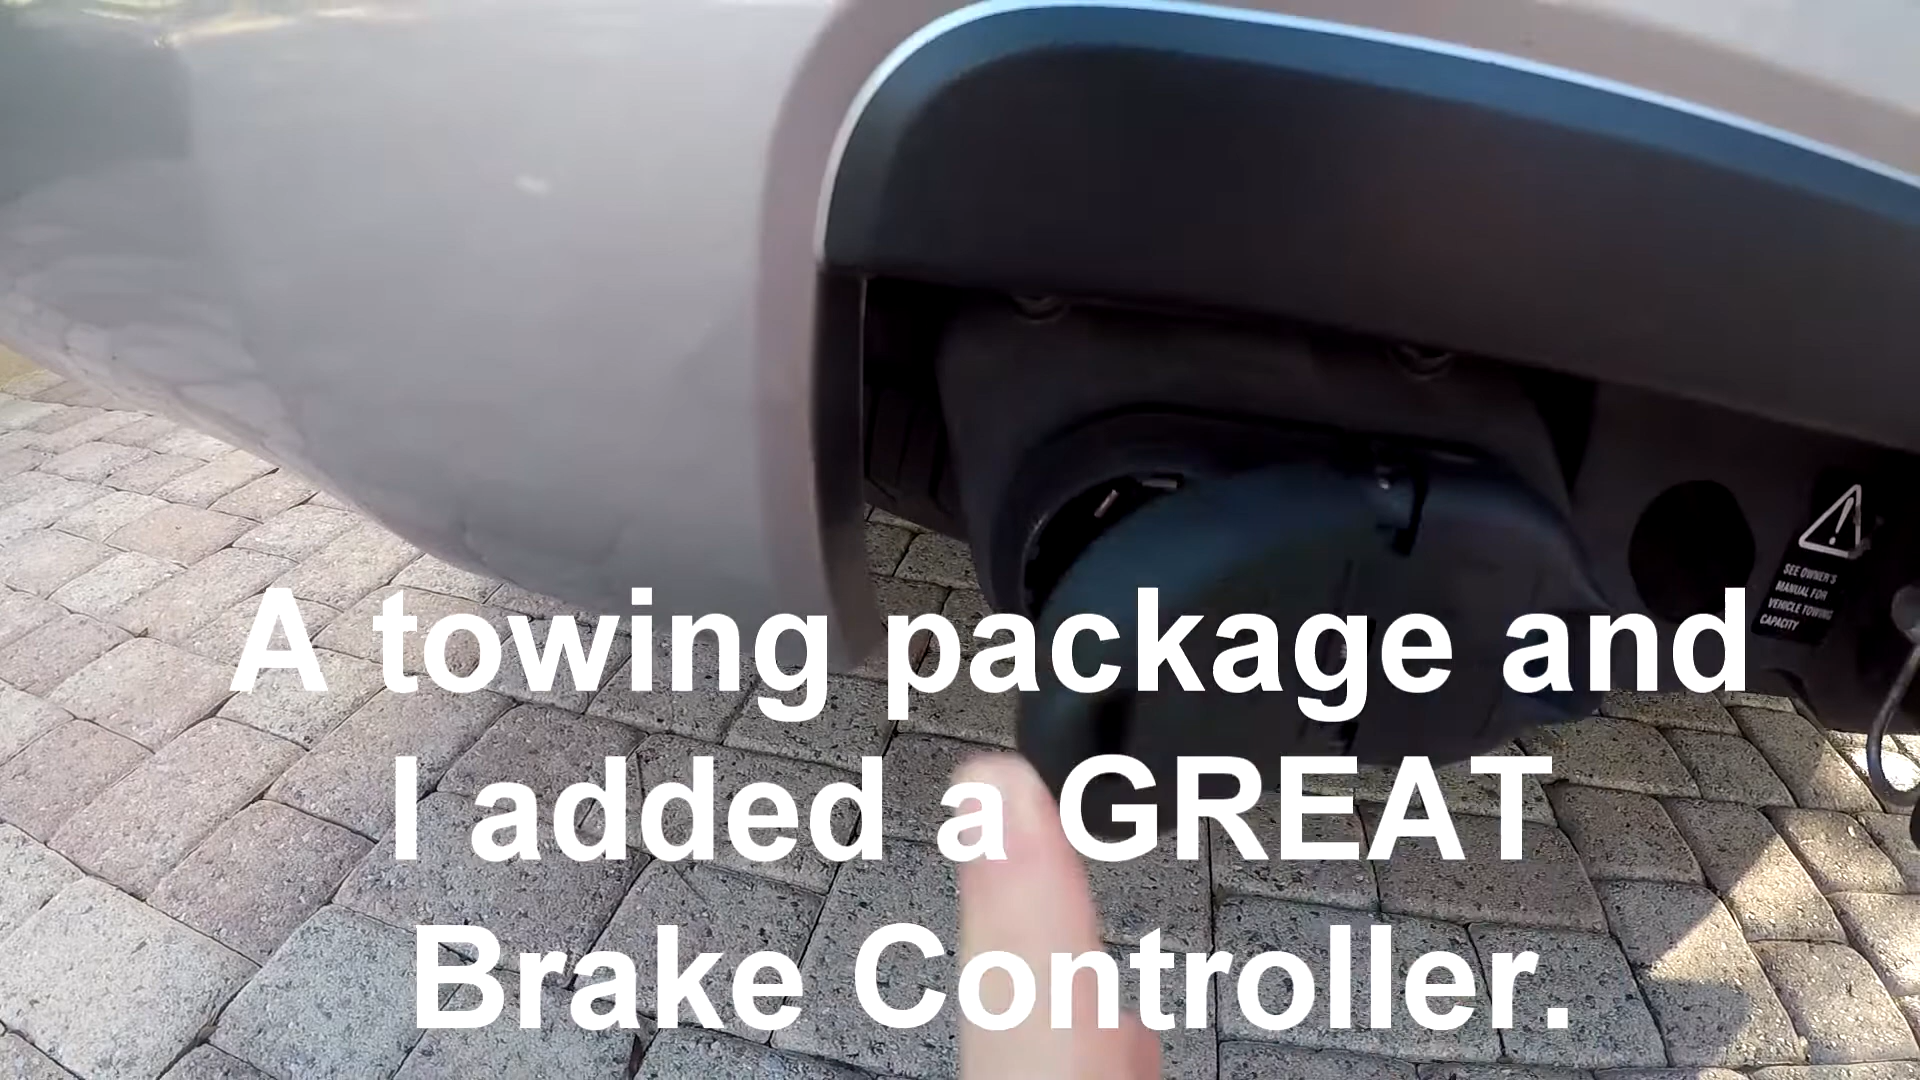 SEE OWNER'S
MANUAL FOR
VEHICLE TOWING
CAPACITY
A towing package and
I added a GREAT
Brake Controller.